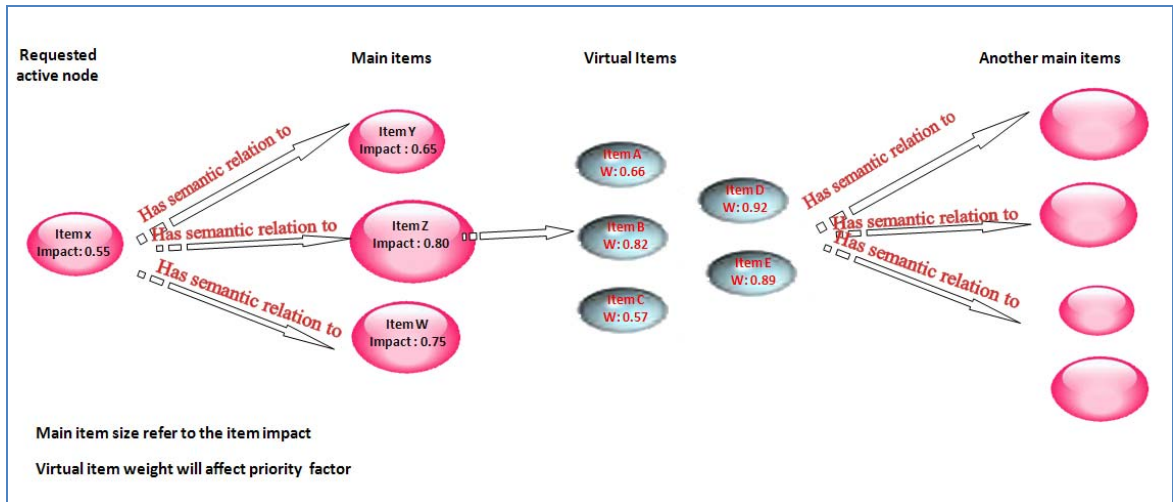 Requested
active node
Main items
Virtual Items
Another main items
Has semantic relation to
Item Y
Impact : 0.65
Item x
Impact: 0.55
Has semantic relation to
Item Z
Impact : 0.80
Has semantic relation to
Item W
Impact : 0.75
Item A
W: 0.66
Item B
W: 0.82
Item C
W: 0.57
Item D
W: 0.92
Item E
W: 0.89
Has semantic relation to
Has semantic relation to
Has semantic relation to
Main item size refer to the item impact
Virtual item weight will affect priority factor